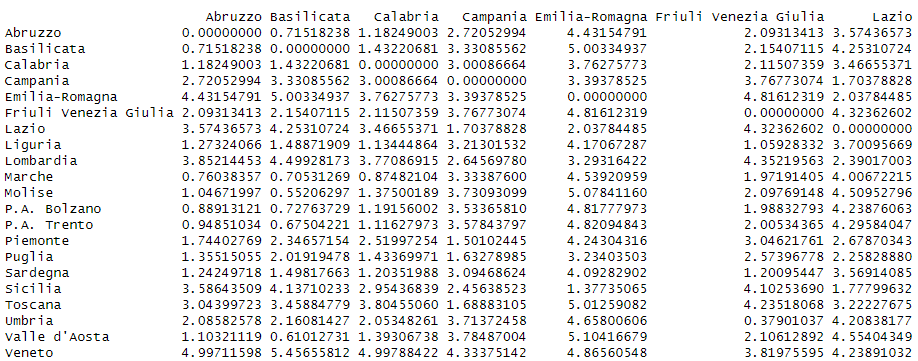 Abruzzo Basilicata Calabria Campania Emilia-Romagna Friuli Venezia Giulia Lazio
Abruzzo 0.00000000 0.71518238 1.18249003 2.72052994 4.43154791 2.09313413 3.57436573
Basilicata 0.71518238 0.00000000 1.43220681 3.33085562 5.00334937 2.15407115 4.25310724
Calabria 1.18249003 1.43220681 0.00000000 3.00086664 3.76275773 2.11507359 3.46655371
Campania 2.72052994 3.33085562 3.00086664 0.00000000 3.39378525 3.76773074 1.70378828
Emilia-Romagna 4.43154791 5.00334937 3.76275773 3.39378525 0.00000000 4.81612319 2.03784485
Friuli Venezia Giulia 2.09313413 2.15407115 2.11507359 3.76773074 4.81612319 0.00000000 4.32362602
Lazio 3.57436573 4.25310724 3.46655371 1.70378828 2.03784485 4.32362602 0.00000000
Liguria 1.27324066 1.48871909 1.13444864 3.21301532 4.17067287 1.05928332 3.70095669
Lombardia 3.85214453 4.49928173 3.77086915 2.64569780 3.29316422 4.35219563 2.39017003
Marche 0.76038357 0.70531269 0.87482104 3.33387600 4.53920959 1.97191405 4.00672215
Molise 1.04671997 0.55206297 1.37500189 3.73093099 5.07841160 2.09769148 4.50952796
P.A. Bolzano 0.88913121 0.72763729 1.19156002 3.53365810 4.81777973 1.98832793 4.23876063
P.A. Trento 0.94851034 0.67504221 1.11627973 3.57843797 4.82094843 2.00534365 4.29584047
Piemonte 1.74402769 2.34657154 2.51997254 1.50102445 4.24304316 3.04621761 2.67870343
Puglia 1.35515055 2.01919478 1.43369971 1.63278985 3.23403503 2.57396778 2.25828880
Sardegna 1.24249718 1.49817663 1.20351988 3.09468624 4.09282902 1.20095447 3.56914085
Sicilia 3.58643509 4.13710233 2.95436839 2.45638523 1.37735065 4.10253690 1.77799632
Toscana 3.04399723 3.45884779 3.80455060 1.68883105 5.01259082 4.23518068 3.22227675
Umbria 2.08582578 2.16081427 2.05348261 3.71372458 4.65800606 0.37901037 4.20838177
Valle d'Aosta 1.10321119 0.61012731 1.39306738 3.78487004 5.10416679 2.10612892 4.55404349
Veneto 4.99711598 5.45655812 4.99788422 4.33375142 4.86560548 3.81975595 4.23891032